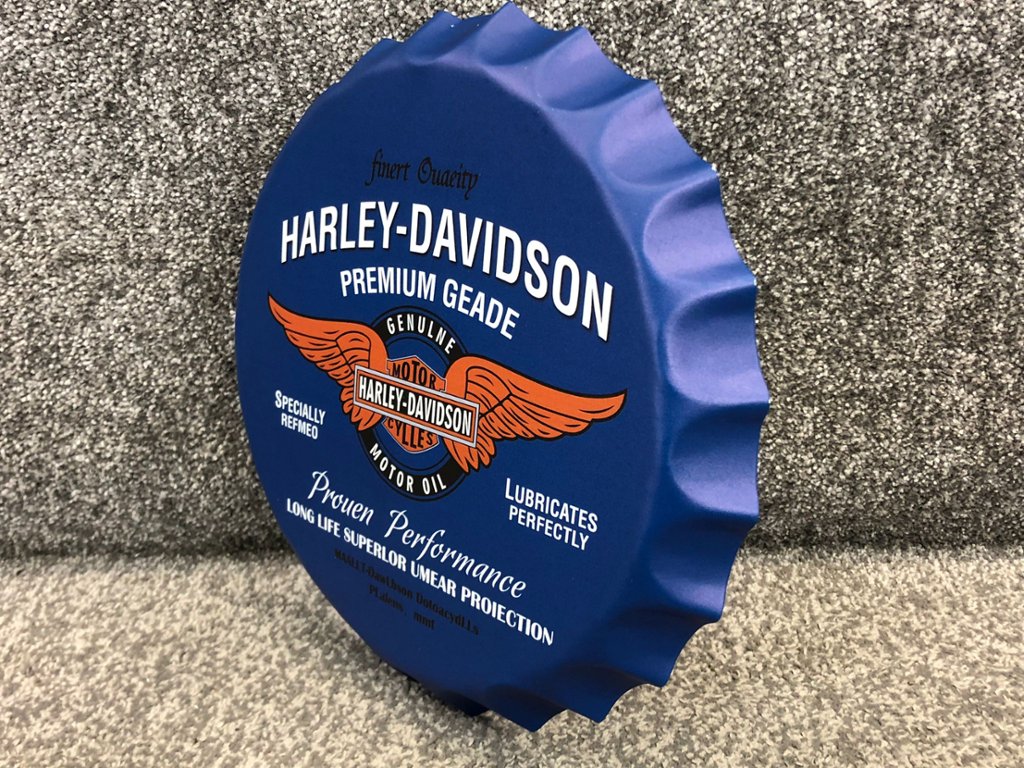 finert Quaeity
HARLEY-DAVIDSON
PREMIUM GEADE
GENULNE
MOTOR
HARLEY-DAVIDSON
CYLLES
MOTOR OIL
SPECIALLY
REFMEO
LUBRICATES
PERFECTLY
Prouen Performance
LONG LIFE SUPERLOR UMEAR PROIECTION